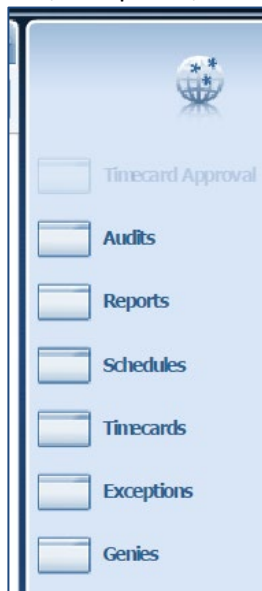 Timecard Approval
Audits
Reports
Schedules
Timecards
Exceptions
Genies